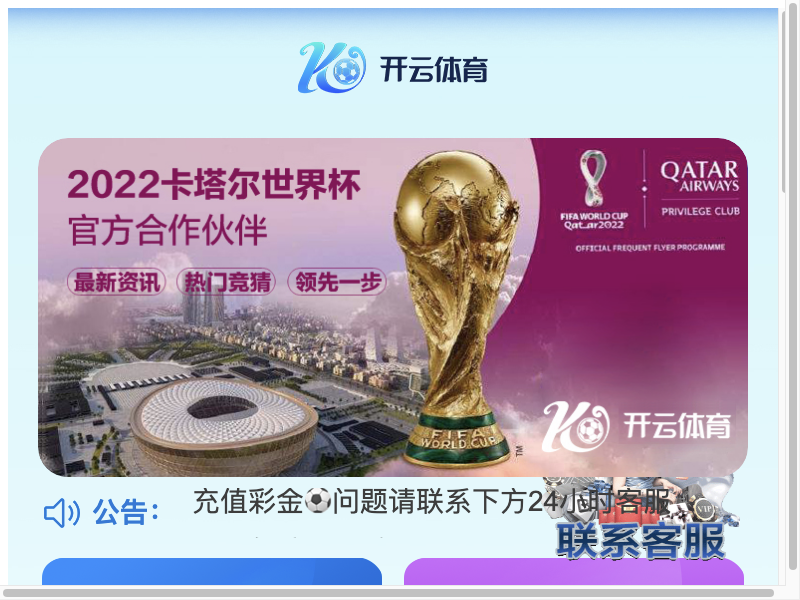 开云体育
2022卡塔尔世界杯
官方合作伙伴
最新资讯 热门竞猜 领先一步
FIFA WORLD CUP
Qatar2022
QATAR
AIRWAYS
PRIVILEGE CLUB
OFFICIAL FREQUENT FLYER PROGRAMME
FIFA
WORLD CUP
TM
开云体育
公告：
充值彩金⚽问题请联系下方24小时客服！
VIP
联系客服